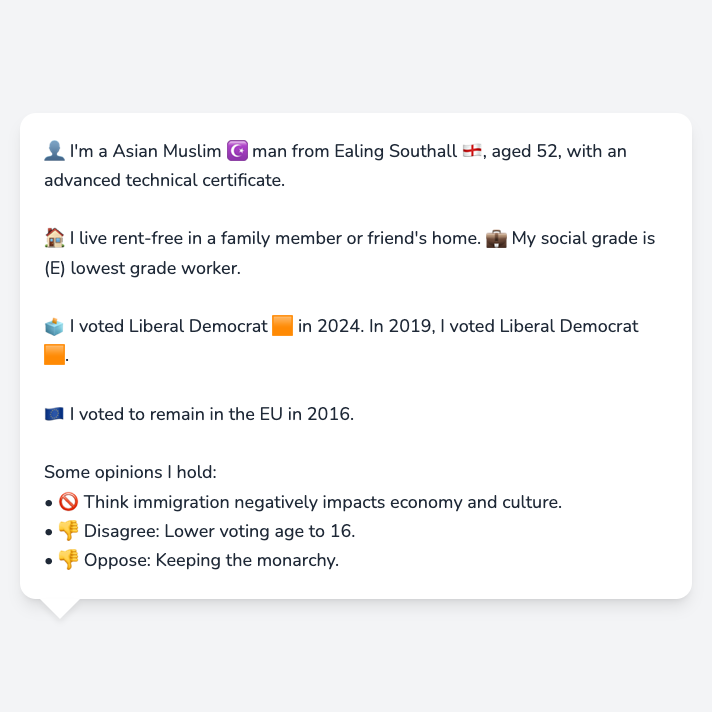 👤 I'm a Asian Muslim ☪️ man from Ealing Southall 🏴󠁧󠁢󠁥󠁮󠁧󠁿, aged 52, with an
advanced technical certificate.
🏠 I live rent-free in a family member or friend's home. 💼 My social grade is
(E) lowest grade worker.
🗳️ I voted Liberal Democrat 🟧 in 2024. In 2019, I voted Liberal Democrat
🟧.
🇪🇺 I voted to remain in the EU in 2016.
Some opinions I hold:
• 🚫 Think immigration negatively impacts economy and culture.
• 👎 Disagree: Lower voting age to 16.
• 👎 Oppose: Keeping the monarchy.